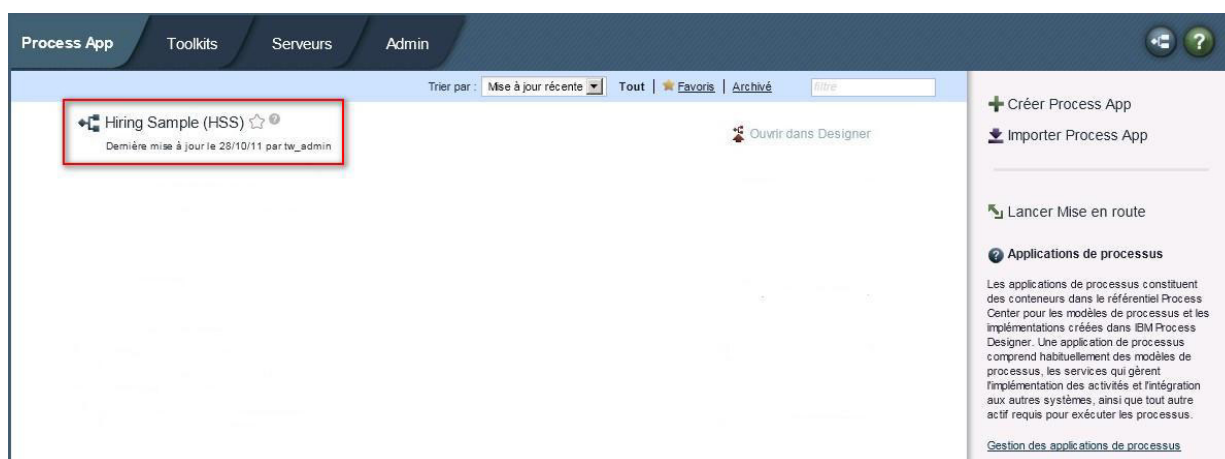 Process App Toolkits Serveurs Admin
Trier par : Mise à jour récente Tout | Favoris | Archivé filtre
Hiring Sample (HSS)
Dernière mise à jour le 28/10/11 par tw_admin
Ouvrir dans Designer
Créer Process App
Importer Process App
Lancer Mise en route
Applications de processus
Les applications de processus constituent
des conteneurs dans le référentiel Process
Center pour les modèles de processus et les
implémentations créées dans IBM Process
Designer. Une application de processus
comprend habituellement des modèles de
processus, les services qui gèrent
l'implémentation des activités et l'intégration
aux autres systèmes, ainsi que tout autre
actif requis pour exécuter les processus.
Gestion des applications de processus